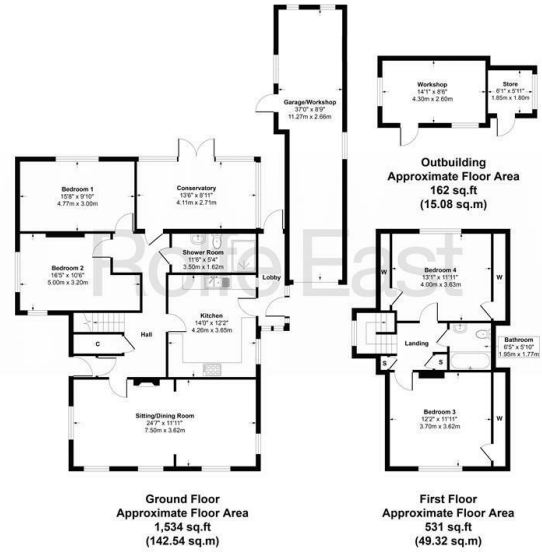 Garage/Workshop
37'0" x 8'9"
11.27m x 2.66m
Workshop
14'1" x 8'6"
4.30m x 2.60m
Store
6'1" x 5'11"
1.85m x 1.80m
Outbuilding
Approximate Floor Area
162 sq.ft
(15.08 sq.m)
Bedroom 1
15'8" x 9'10"
4.77m x 3.00m
Conservatory
13'6" x 8'11"
4.11m x 2.71m
Rolfe East
Bedroom 2
16'5" x 10'6"
5.00m x 3.20m
Shower Room
11'6" x 5'4"
3.50m x 1.62m
Lobby
Kitchen
14'0" x 12'2"
4.26m x 3.65m
Hall
C
Sitting/Dining Room
24'7" x 11'11"
7.50m x 3.62m
W
Bedroom 4
13'1" x 11'11"
4.00m x 3.63m
W
Landing
Bathroom
6'5" x 5'10"
1.95m x 1.77m
S
S
Bedroom 3
12'2" x 11'11"
3.70m x 3.62m
W
Ground Floor
Approximate Floor Area
1,534 sq.ft
(142.54 sq.m)
First Floor
Approximate Floor Area
531 sq.ft
(49.32 sq.m)